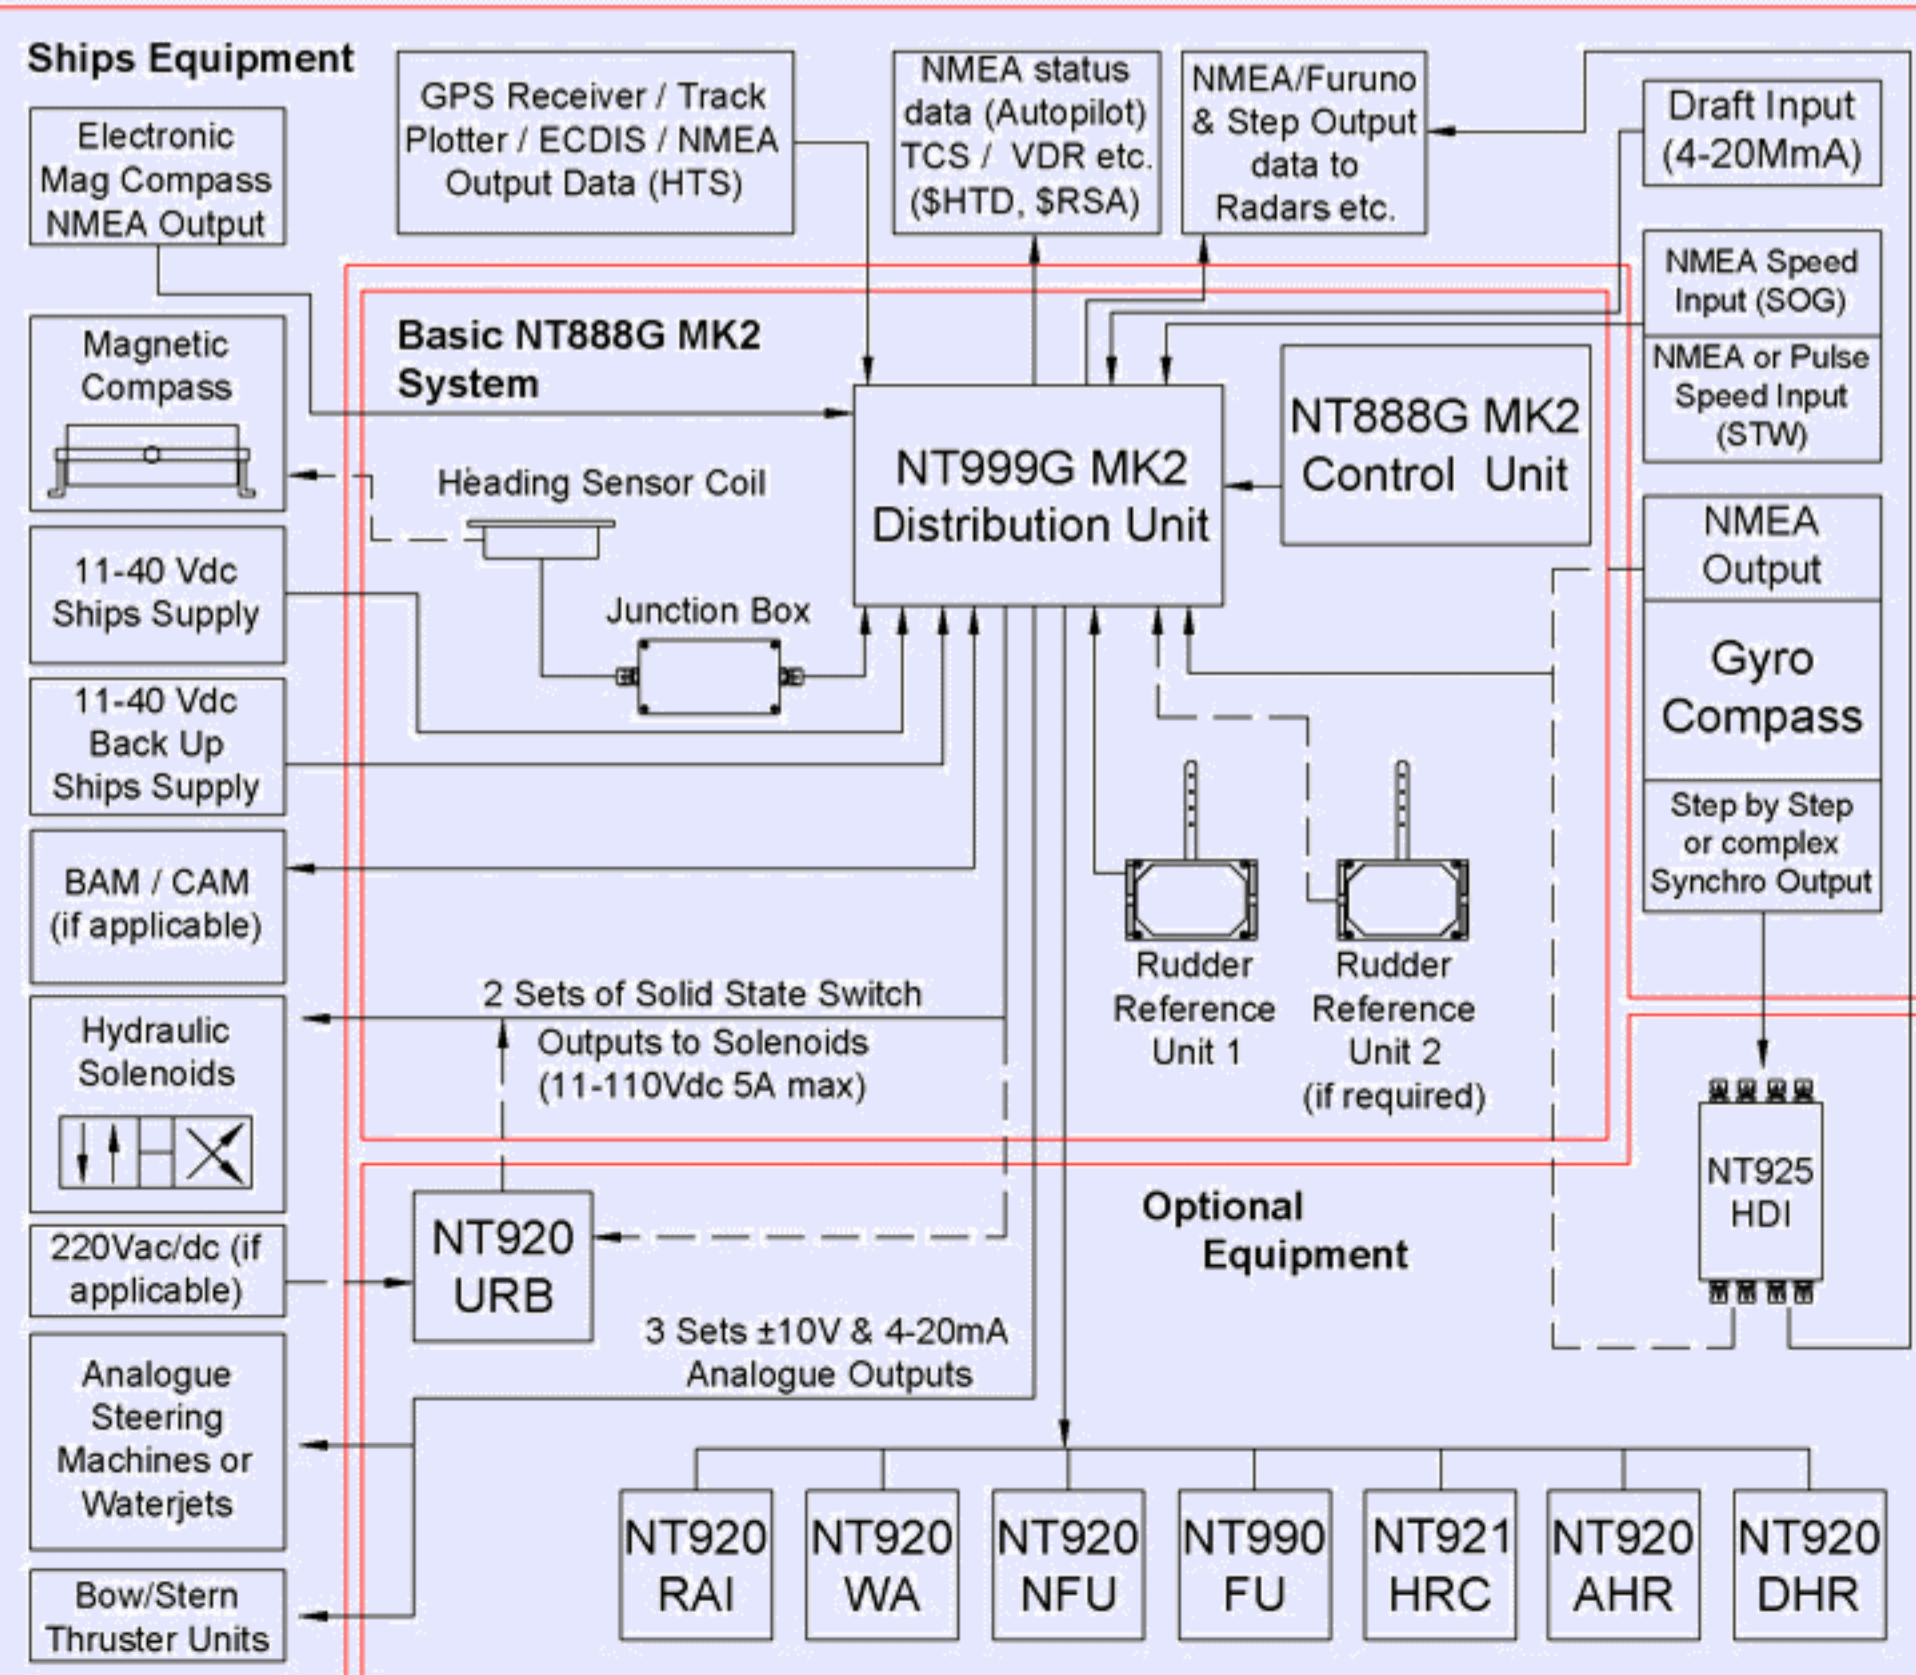 Ships Equipment
Electronic
Mag Compass
NMEA Output
GPS Receiver / Track
Plotter / ECDIS / NMEA
Output Data (HTS)
NMEA status
data (Autopilot)
TCS / VDR etc.
($HTD, $RSA)
NMEA/Furuno
& Step Output
data to
Radars etc.
Draft Input
(4-20MmA)
NMEA Speed
Input (SOG)
NMEA or Pulse
Speed Input
(STW)
Basic NT888G MK2
System
Magnetic
Compass
Heading Sensor Coil
NT999G MK2
Distribution Unit
NT888G MK2
Control Unit
NMEA
Output
Gyro
Compass
Step by Step
or complex
Synchro Output
11-40 Vdc
Ships Supply
Junction Box
11-40 Vdc
Back Up
Ships Supply
BAM / CAM
(if applicable)
Rudder
Reference
Unit 1
Rudder
Reference
Unit 2
(if required)
2 Sets of Solid State Switch
Outputs to Solenoids
(11-110Vdc 5A max)
Hydraulic
Solenoids
NT925
HDI
Optional
Equipment
220Vac/dc (if
applicable)
NT920
URB
3 Sets ±10V & 4-20mA
Analogue Outputs
Analogue
Steering
Machines or
Waterjets
Bow/Stern
Thruster Units
NT920
RAI
NT920
WA
NT920
NFU
NT990
FU
NT921
HRC
NT920
AHR
NT920
DHR